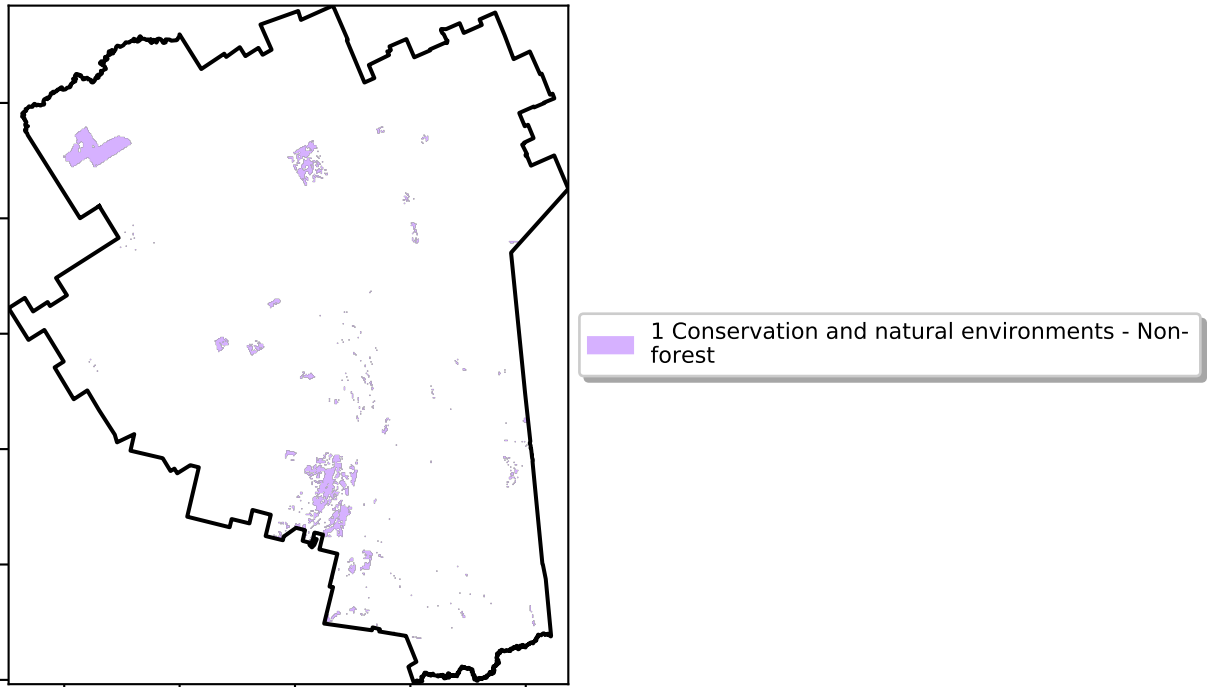 1 Conservation and natural environments - Non-
forest